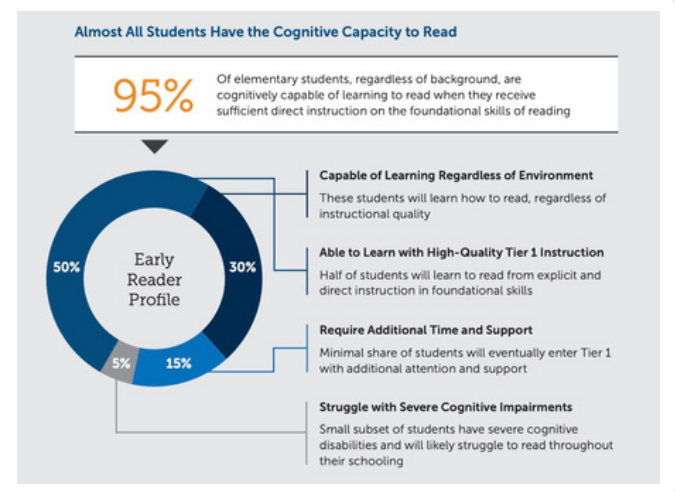 Almost All Students Have the Cognitive Capacity to Read
95%
Of elementary students, regardless of background, are
cognitively capable of learning to read when they receive
sufficient direct instruction on the foundational skills of reading
50%
Early
Reader
Profile
30%
5%
15%
Capable of Learning Regardless of Environment
These students will learn how to read, regardless of
instructional quality
Able to Learn with High-Quality Tier 1 Instruction
Half of students will learn to read from explicit and
direct instruction in foundational skills
Require Additional Time and Support
Minimal share of students will eventually enter Tier 1
with additional attention and support
Struggle with Severe Cognitive Impairments
Small subset of students have severe cognitive
disabilities and will likely struggle to read throughout
their schooling